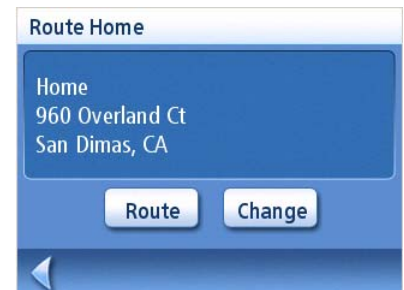 Route Home
Home
960 Overland Ct
San Dimas, CA
Route Change